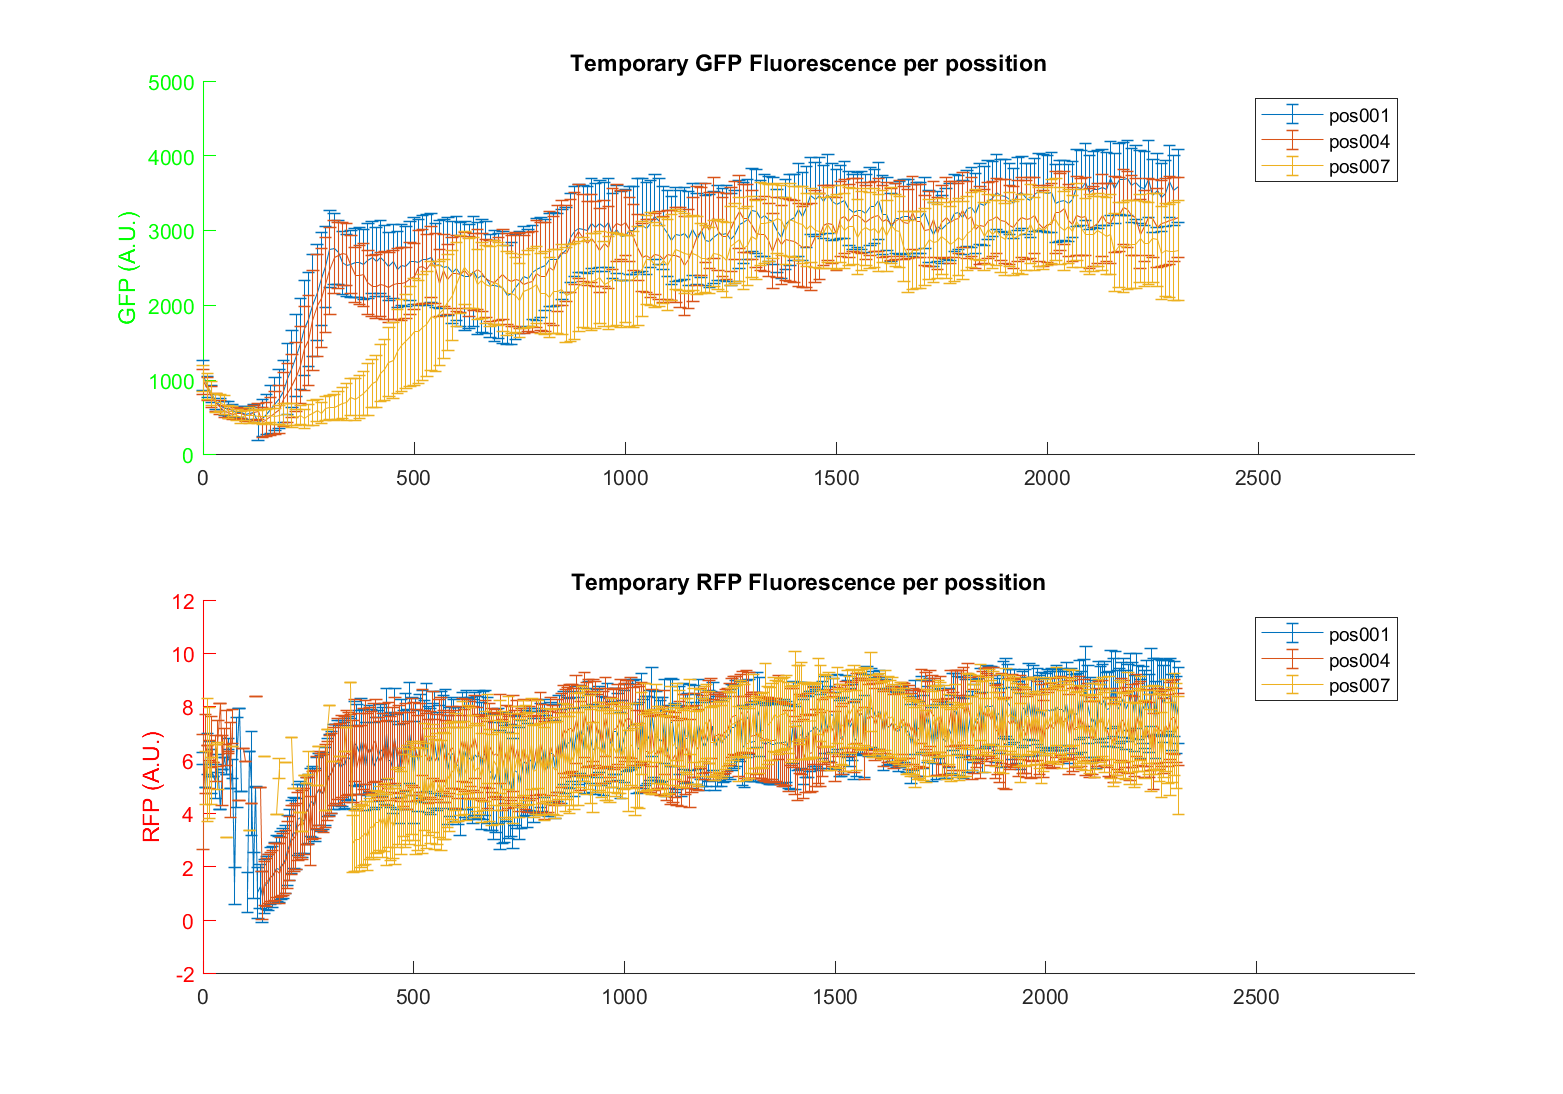 Temporary GFP Fluorescence per possition
5000
4000
3000
2000
1000
0
GFP (A.U.)
0 500 1000 1500 2000 2500
pos001
pos004
pos007
Temporary RFP Fluorescence per possition
12
10
8
6
4
2
0
-2
RFP (A.U.)
0 500 1000 1500 2000 2500
pos001
pos004
pos007